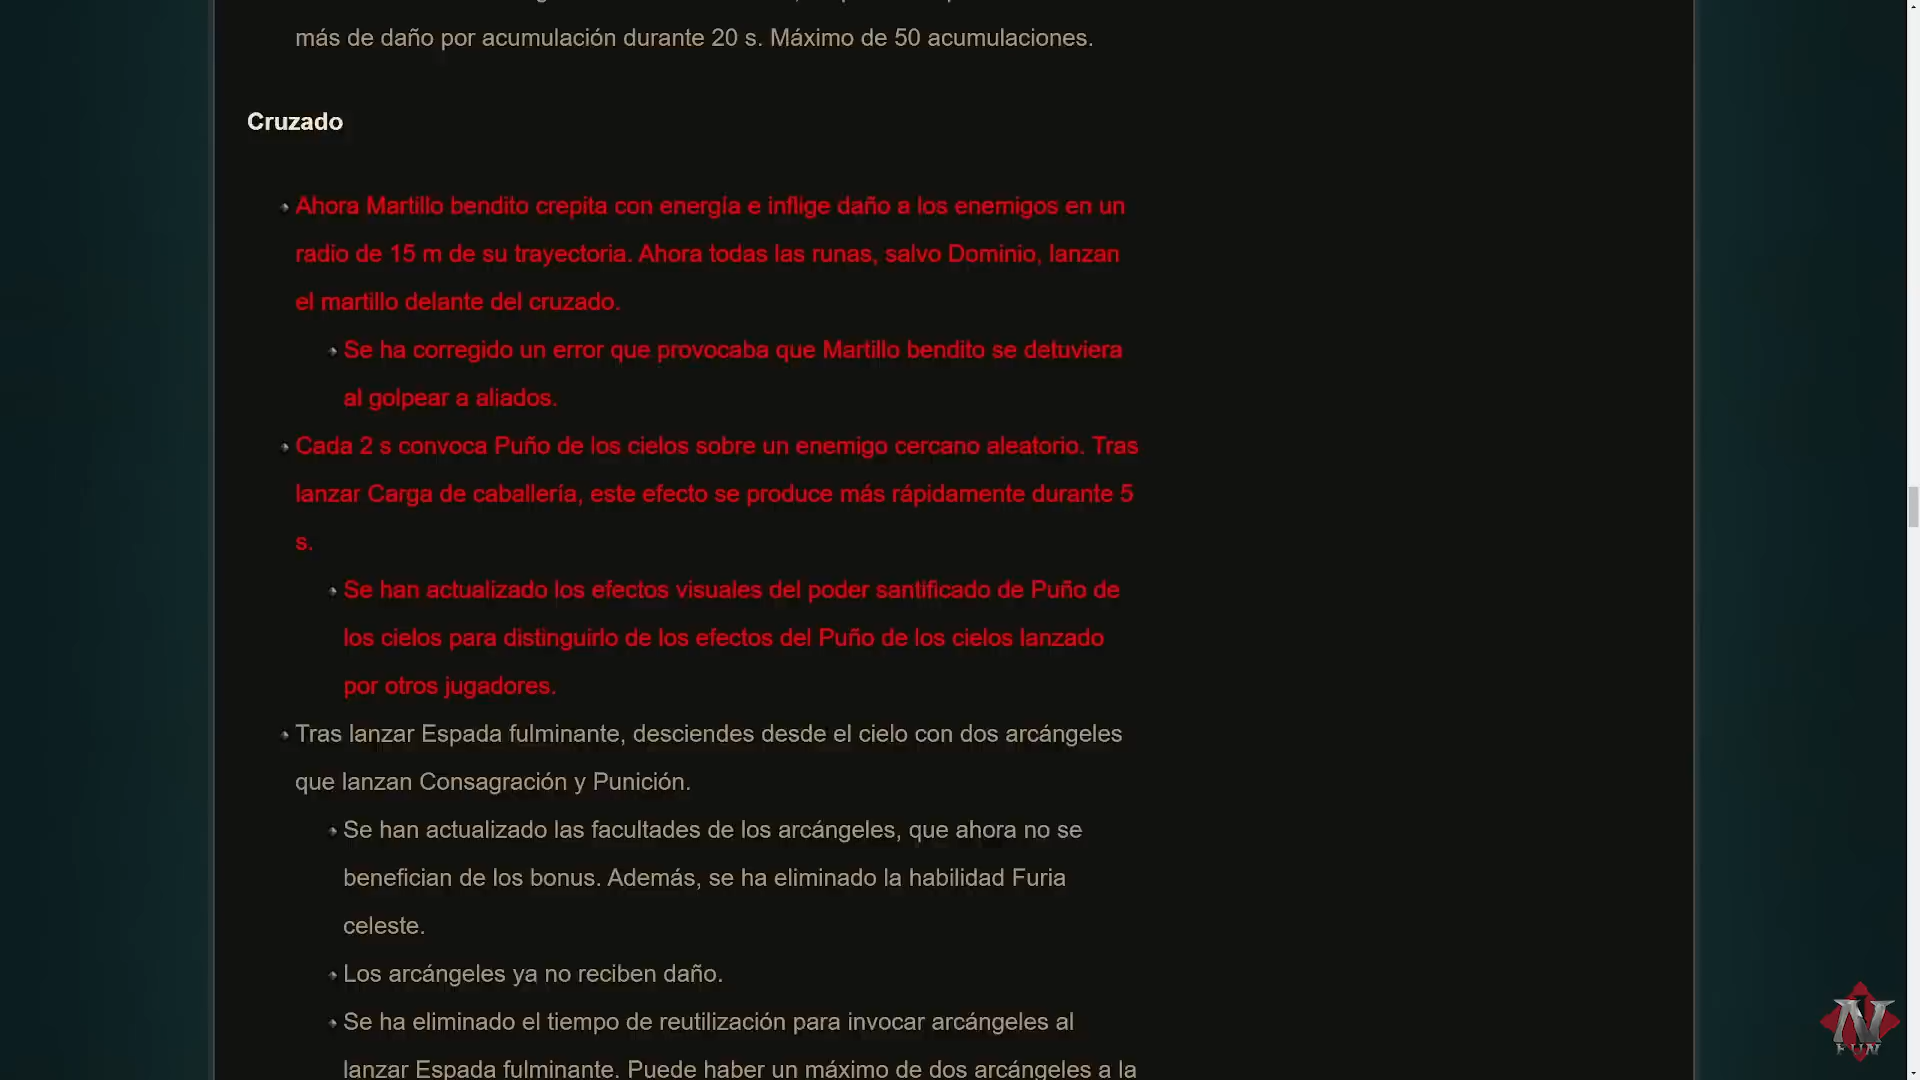 más de daño por acumulación durante 20 s. Máximo de 50 acumulaciones.
Cruzado
Ahora Martillo bendito crepita con energía e inflige daño a los enemigos en un
radio de 15 m de su trayectoria. Ahora todas las runas, salvo Dominio, lanzan
el martillo delante del cruzado.
Se ha corregido un error que provocaba que Martillo bendito se detuviera
al golpear a aliados.
Cada 2 s convoca Puño de los cielos sobre un enemigo cercano aleatorio. Tras
lanzar Carga de caballería, este efecto se produce más rápidamente durante 5
s.
Se han actualizado los efectos visuales del poder santificado de Puño de
los cielos para distinguirlo de los efectos del Puño de los cielos lanzado
por otros jugadores.
Tras lanzar Espada fulminante, desciendes desde el cielo con dos arcángeles
que lanzan Consagración y Punición.
Se han actualizado las facultades de los arcángeles, que ahora no se
benefician de los bonus. Además, se ha eliminado la habilidad Furia
celeste.
Los arcángeles ya no reciben daño.
Se ha eliminado el tiempo de reutilización para invocar arcángeles al
lanzar Espada fulminante. Puede haber un máximo de dos arcángeles a la
N
FUN